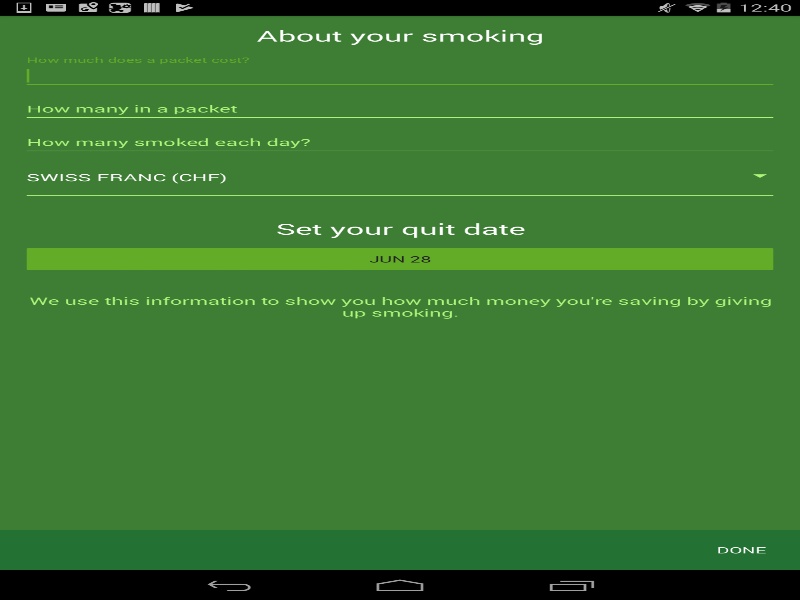 12:40
About your smoking
How much does a packet cost?
How many in a packet
How many smoked each day?
SWISS FRANC (CHF)
Set your quit date
JUN 28
We use this information to show you how much money you're saving by giving
up smoking.
DONE